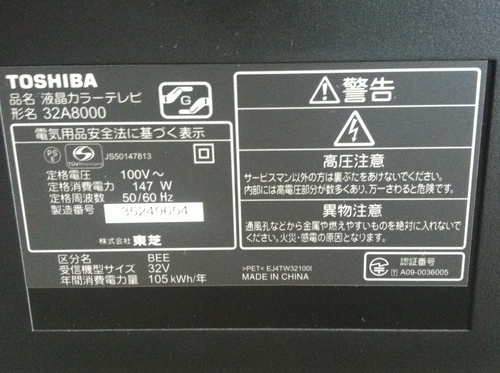 TOSHIBA
品名 液晶カラーテレビ
形名 32A8000
G
電気用品安全法に基づく表示
PS
E
JS50147813
TÜVRheinland
定格電圧 100V～
定格消費電力 147 W
定格周波数 50/60 Hz
製造番号 36249654
株式会社 東芝
区分名 BEE
受信機型サイズ 32V
年間消費電力量 105 kWh/年
警告
高圧注意
サービスマン以外の方は裏ぶたをあけないでください。
内部には高電圧部分が数多くあり、万一さわると危険です。
異物注意
通風孔などから金属や燃えやすいものを絶対に入れないで
ください。火災・感電の原因となります。
>PET< EJ4TW32100I
MADE IN CHINA
認証番号
T A09-0036005